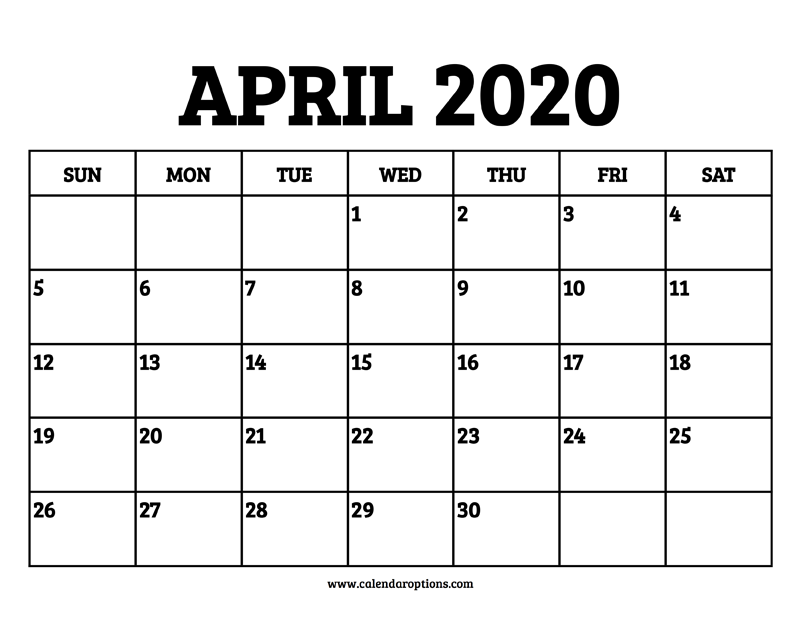 APRIL 2020
SUN MON TUE WED THU FRI SAT
1 2 3 4
5 6 7 8 9 10 11
12 13 14 15 16 17 18
19 20 21 22 23 24 25
26 27 28 29 30
www.calendaroptions.com